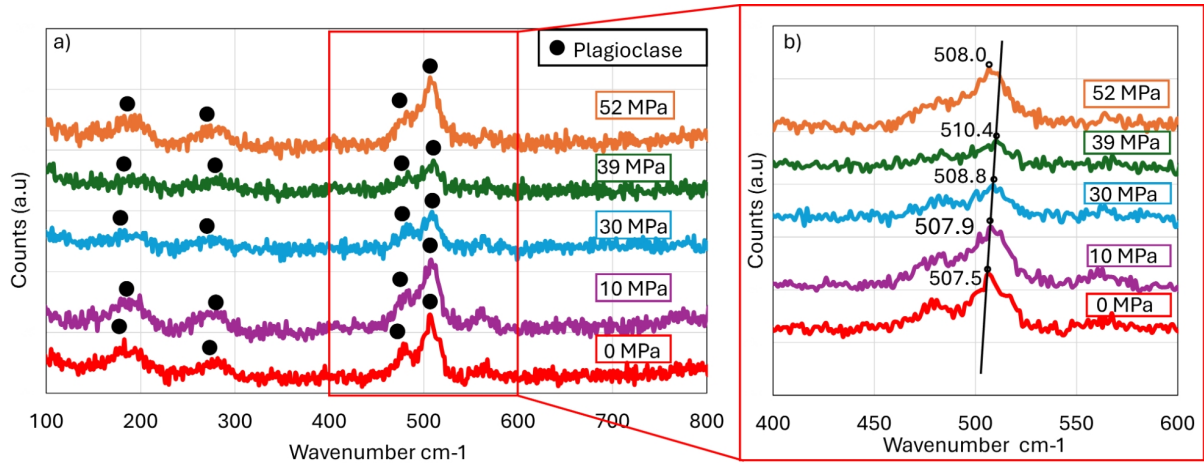 a)
Plagioclase
52 MPa
39 MPa
30 MPa
10 MPa
0 MPa
Counts (a.u)
100 200 300 400 500 600 700 800
Wavenumber cm-1
b)
508.0
52 MPa
510.4
39 MPa
508.8
30 MPa
507.9
10 MPa
507.5
0 MPa
Counts (a.u)
400 450 500 550 600
Wavenumber cm-1